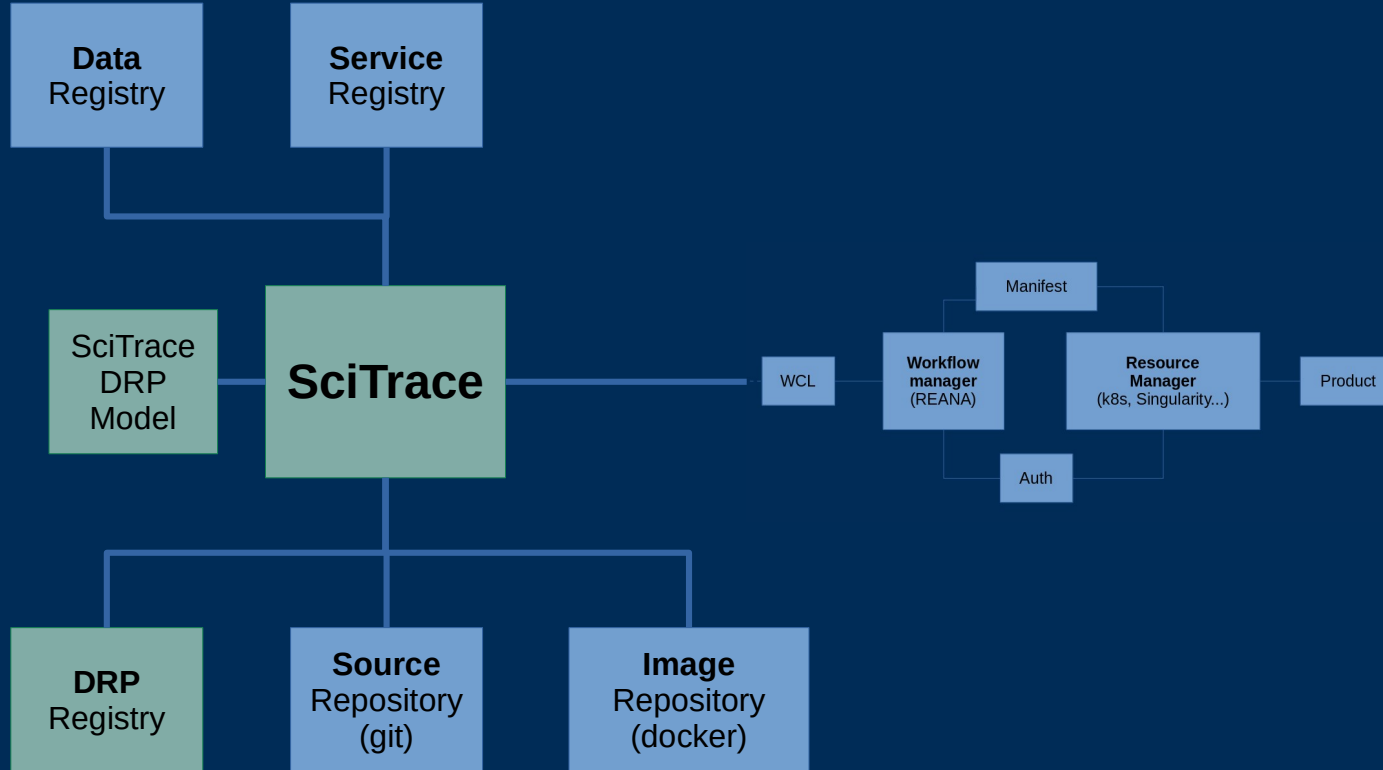 Data
Registry
Service
Registry
SciTrace
DRP
Model
SciTrace
WCL
Manifest
Workflow
manager
(REANA)
Resource
Manager
(k8s, Singularity...)
Auth
Product
DRP
Registry
Source
Repository
(git)
Image
Repository
(docker)